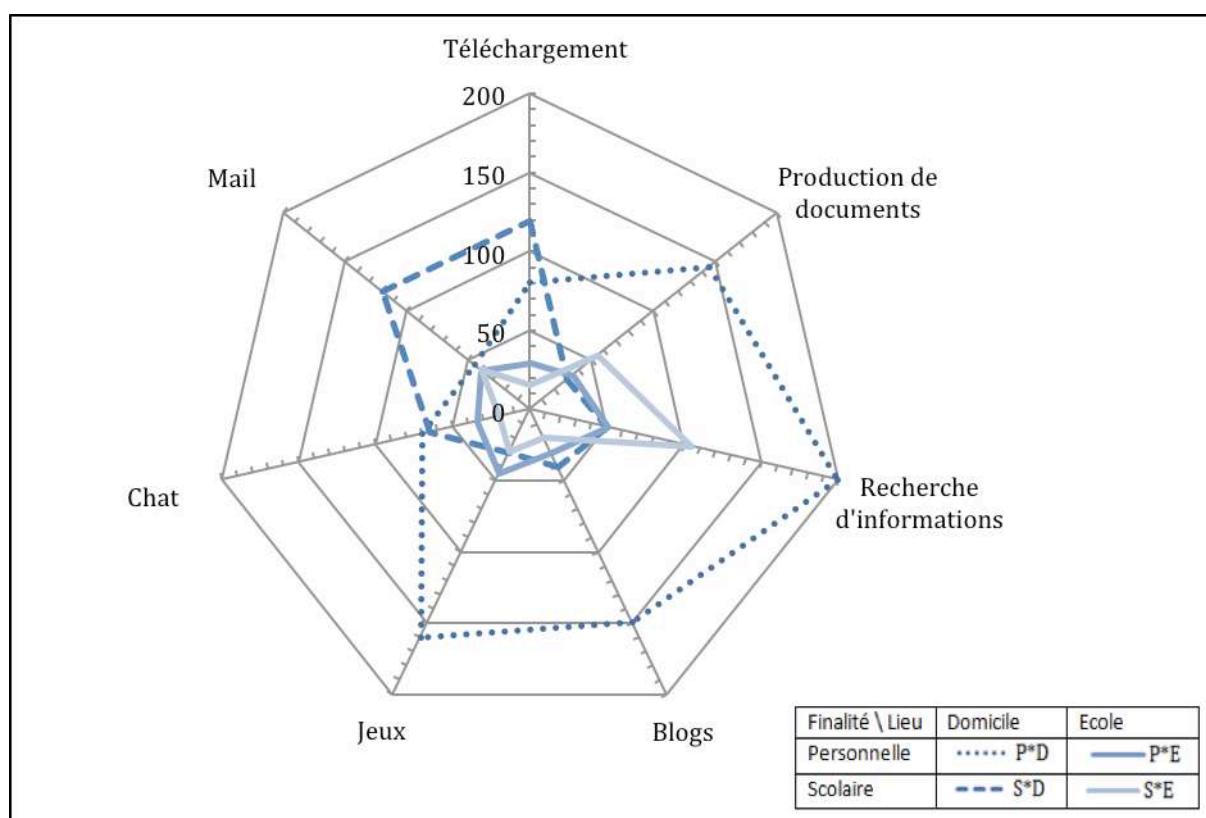 Téléchargement
200
150
100
50
0
Mail
Production de
documents
Chat
Recherche
d'informations
Jeux
Blogs
Finalité \ Lieu Domicile Ecole
Personnelle P*D P*E
Scolaire S*D S*E